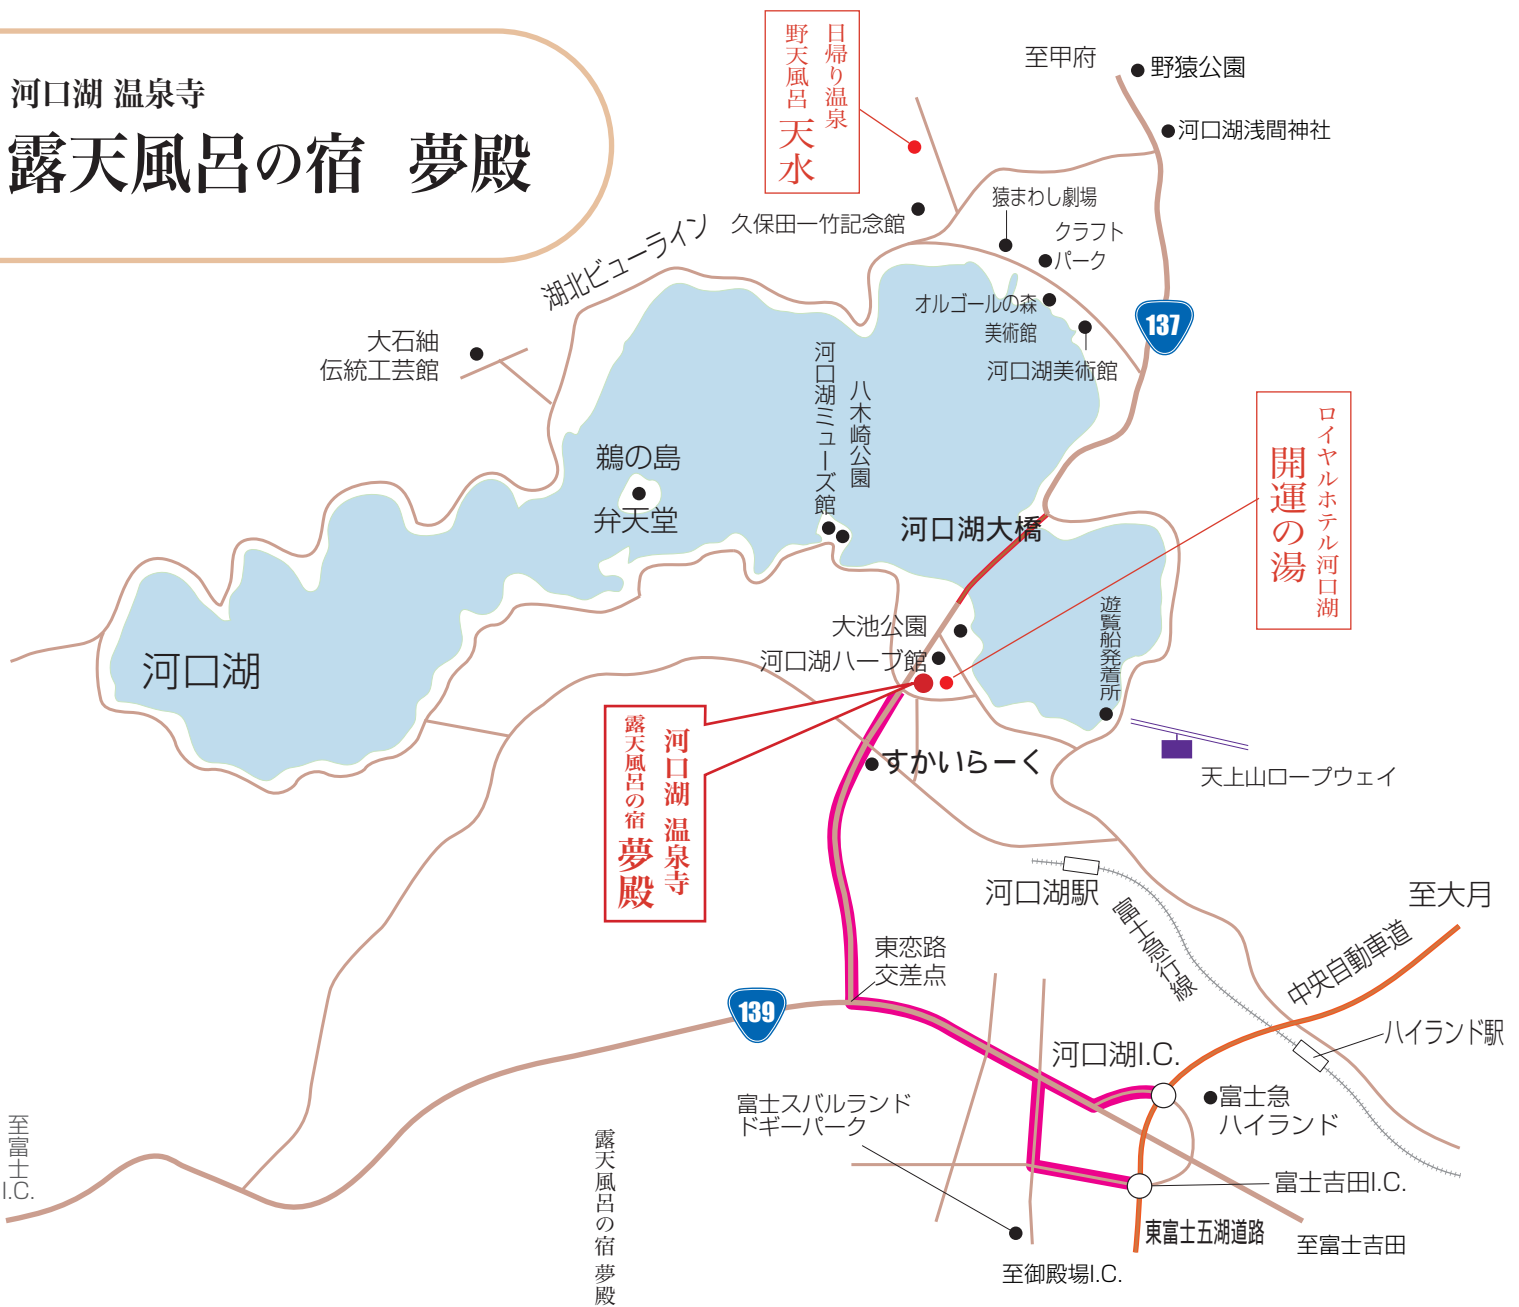 河口湖 温泉寺
露天風呂の宿 夢殿
日帰り温泉
野天風呂 天水
至甲府
野猿公園
河口湖浅間神社
久保田一竹記念館
猿まわし劇場
クラフト
パーク
湖北ビューライン
オルゴールの森
美術館
河口湖美術館
137
大石紬
伝統工芸館
河口湖ミューズ館
八木崎公園
鵜の島
弁天堂
河口湖大橋
ロイヤルホテル河口湖
開運の湯
大池公園
河口湖ハーブ館
遊覧船発着所
河口湖
河口湖 温泉寺
露天風呂の宿 夢殿
すかいらーく
天上山ロープウェイ
河口湖駅
富士急行線
至大月
中央自動車道
東恋路
交差点
139
河口湖I.C.
ハイランド駅
富士スバルランド
ドギーパーク
富士急
ハイランド
至富士I.C.
露天風呂の宿 夢殿
富士吉田I.C.
東富士五湖道路
至富士吉田
至御殿場I.C.